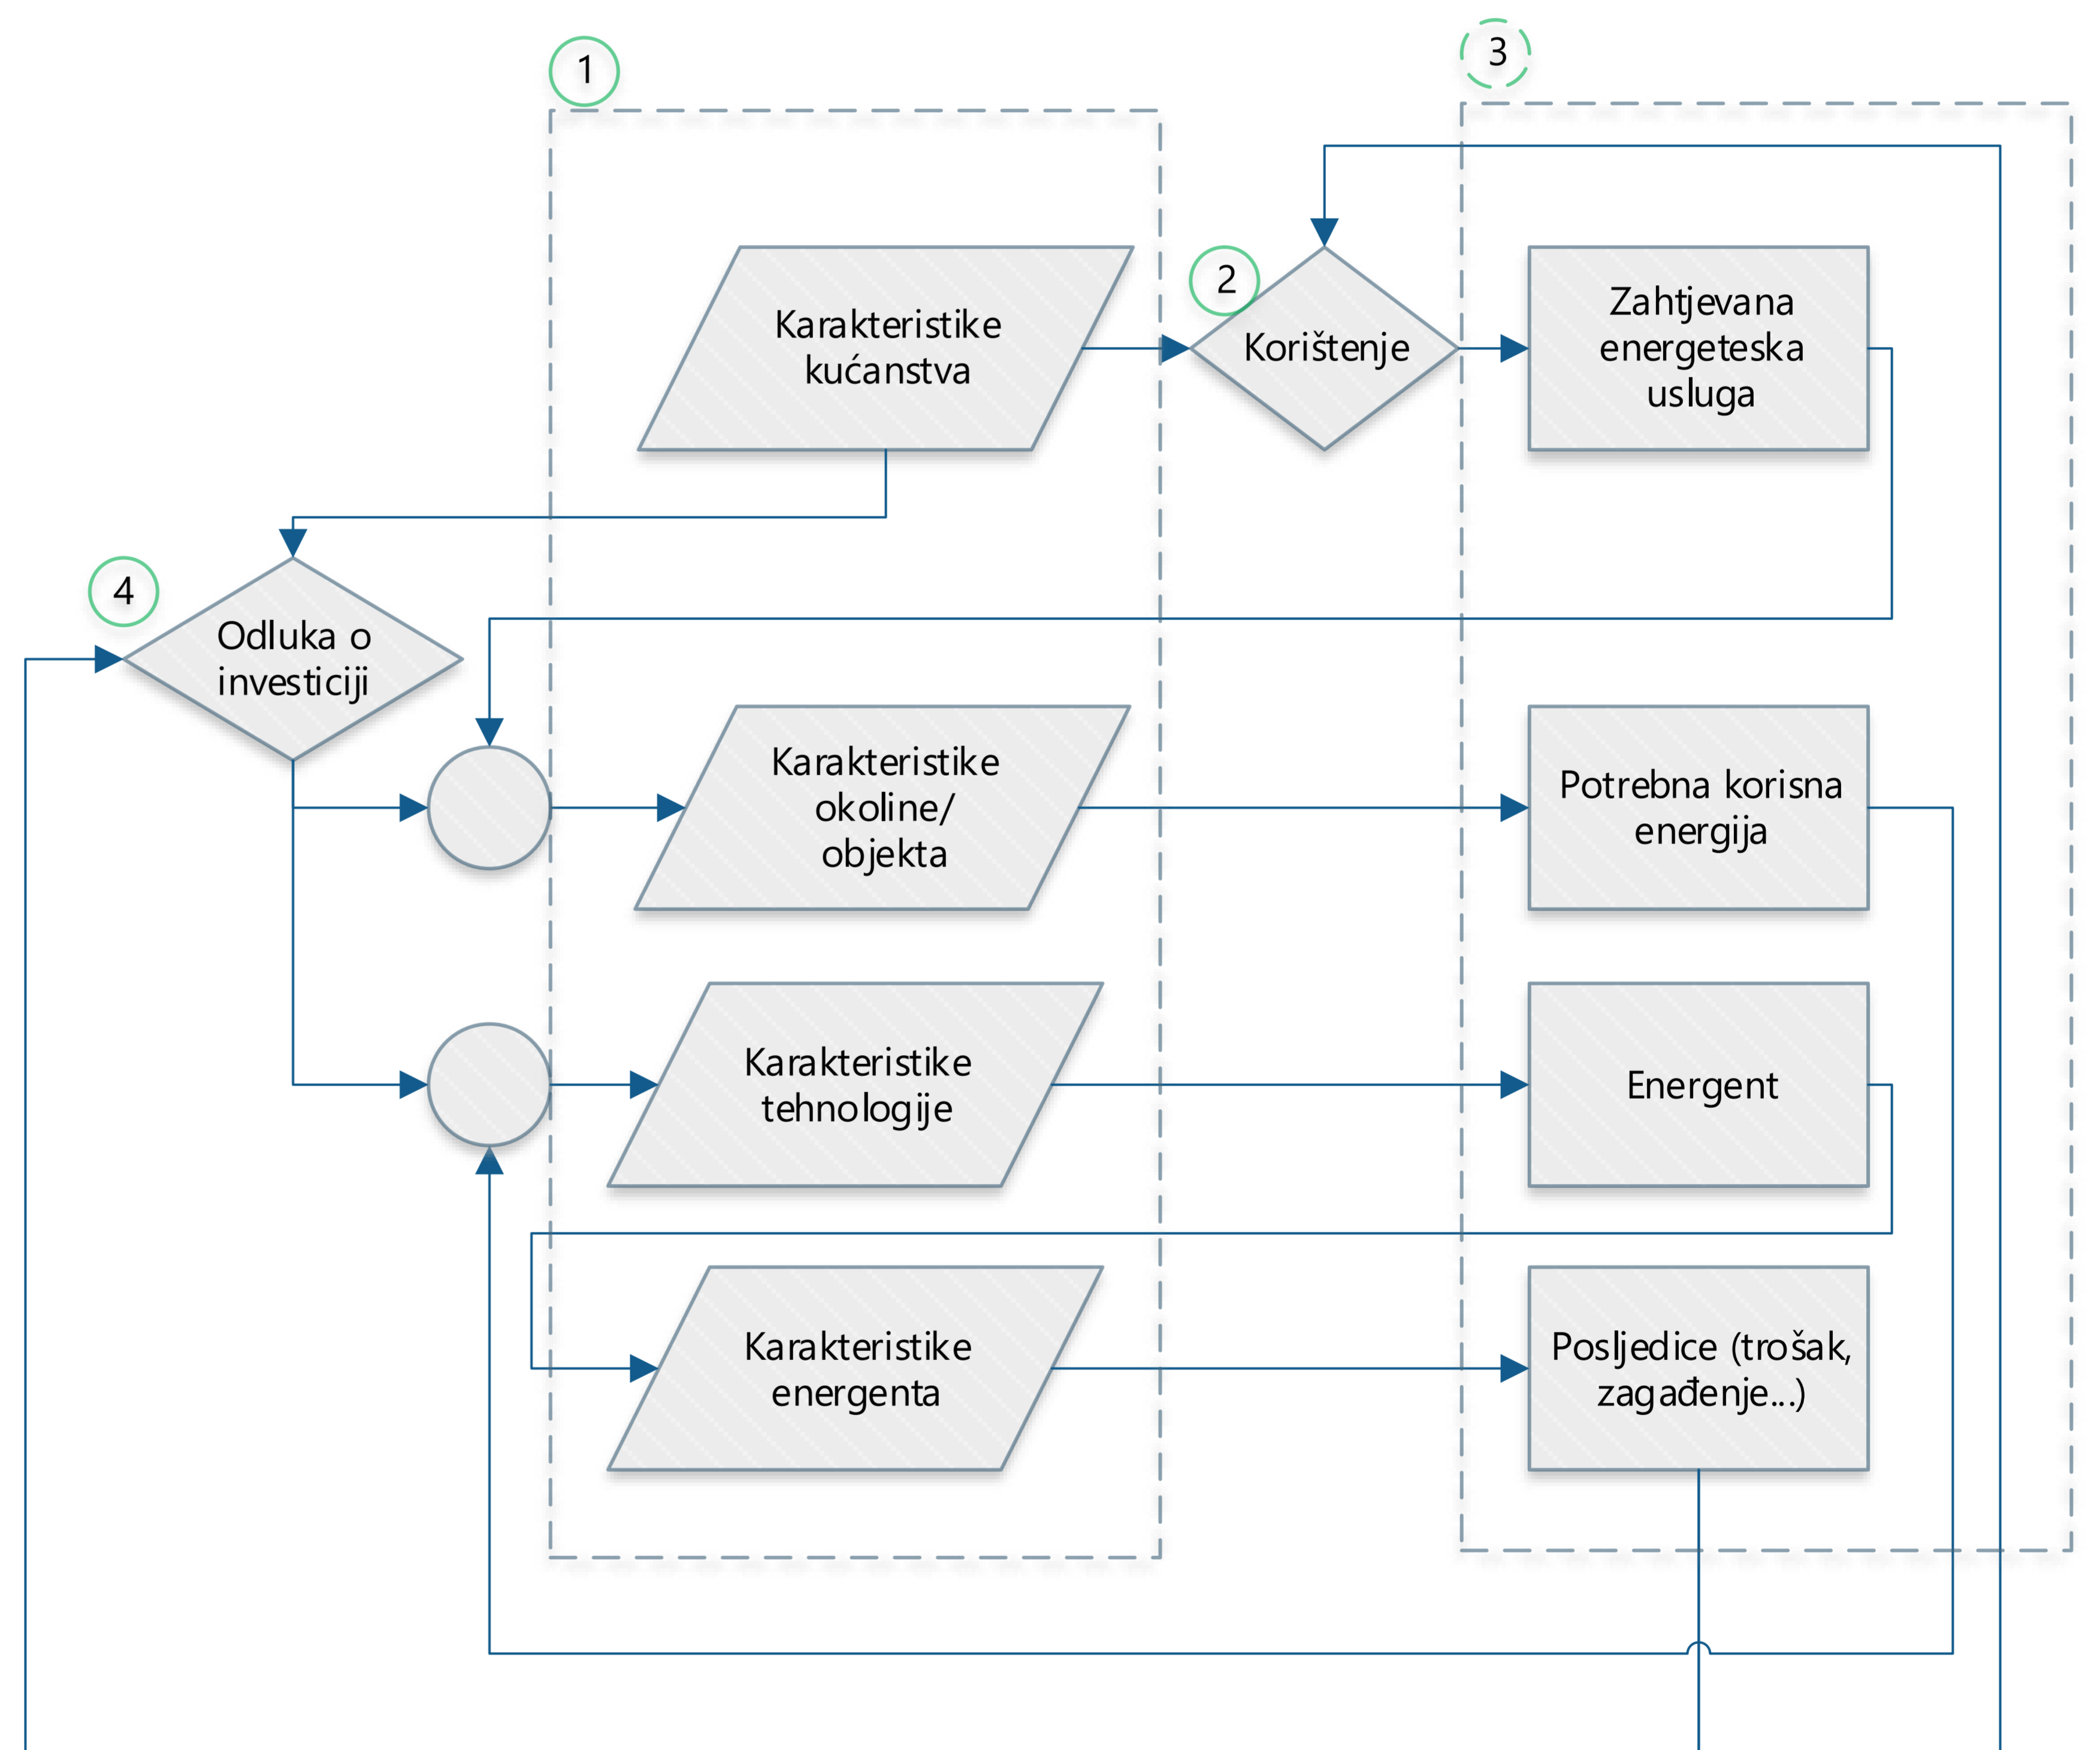 1
3
2
Karakteristike
kućanstva
Korištenje
Zahtjevana
energeteska
usluga
4
Odluka o
investiciji
Karakteristike
okoline/
objekta
Potrebna korisna
energija
Karakteristike
tehnologije
Energent
Karakteristike
energenta
Posljedice (trošak,
zagađenje...)